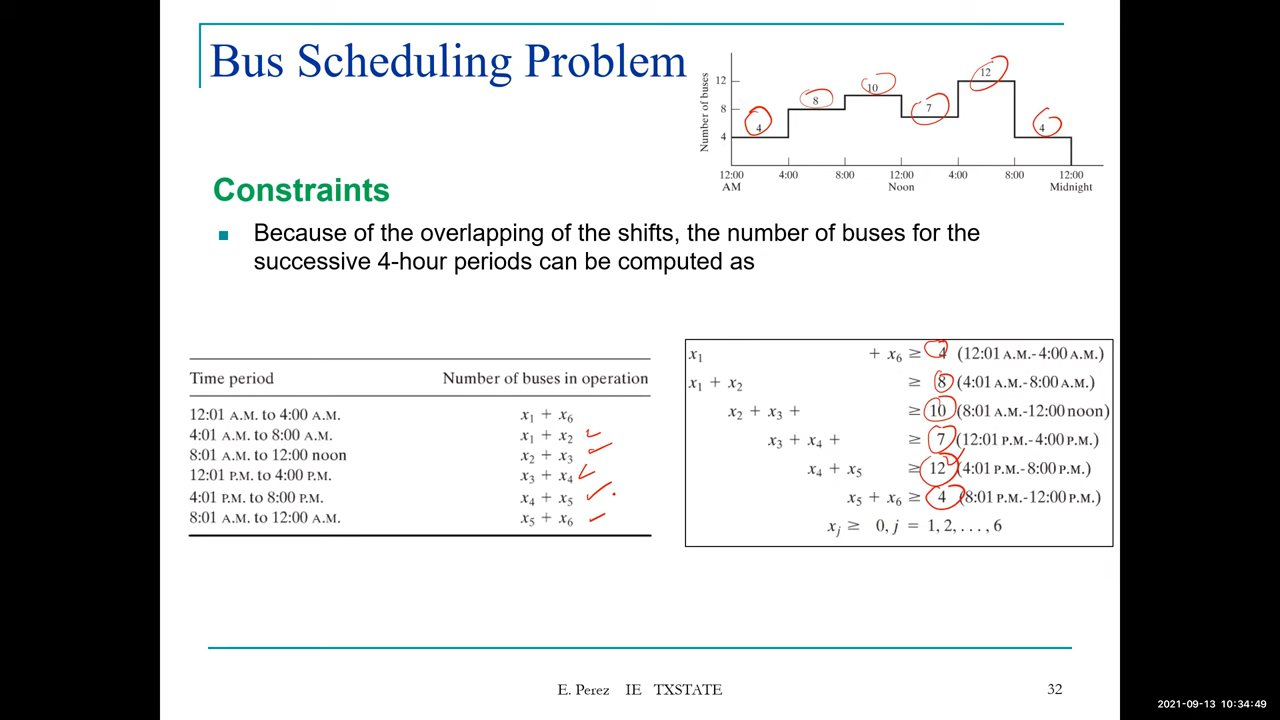 Bus Scheduling Problem
Number of buses
12
8
4
4
8
10
7
12
4
12:00 AM
4:00
8:00
12:00 Noon
4:00
8:00
12:00 Midnight
Constraints
Because of the overlapping of the shifts, the number of buses for the
successive 4-hour periods can be computed as
Time period Number of buses in operation
12:01 A.M. to 4:00 A.M. x₁ + x₆
4:01 A.M. to 8:00 A.M. x₁ + x₂
8:01 A.M. to 12:00 noon x₂ + x₃
12:01 P.M. to 4:00 P.M. x₃ + x₄
4:01 P.M. to 8:00 P.M. x₄ + x₅
8:01 A.M. to 12:00 A.M. x₅ + x₆
x₁ + x₆ ≥ 4 (12:01 A.M.-4:00 A.M.)
x₁ + x₂ ≥ 8 (4:01 A.M.-8:00 A.M.)
x₂ + x₃ + ≥ 10 (8:01 A.M.-12:00 noon)
x₃ + x₄ + ≥ 7 (12:01 P.M.-4:00 P.M.)
x₄ + x₅ ≥ 12 (4:01 P.M.-8:00 P.M.)
x₅ + x₆ ≥ 4 (8:01 P.M.-12:00 P.M.)
xⱼ ≥ 0, j = 1, 2, . . . , 6
E. Perez IE TXSTATE
32
2021-09-13 10:34:49